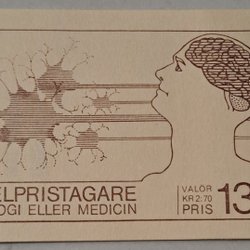 ELPRISTAGARE
OGI ELLER MEDICIN
VALÖR
KR 2.70
PRIS 13